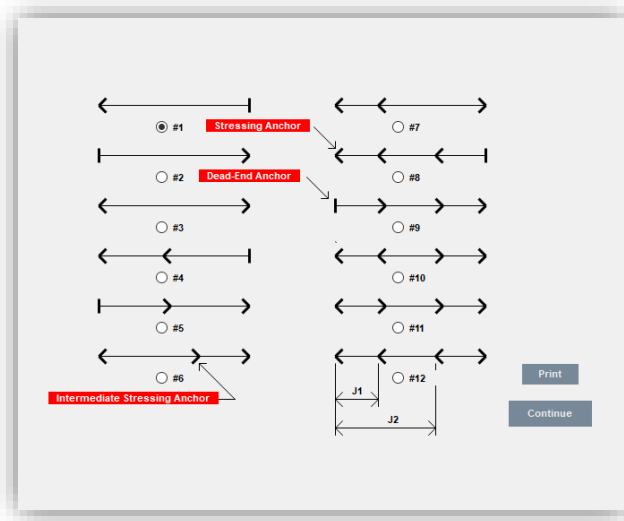 #1
Stressing Anchor
#7
#2
Dead-End Anchor
#8
#3
#9
#4
#10
#5
#11
#6
#12
Intermediate Stressing Anchor
J1
J2
Print
Continue